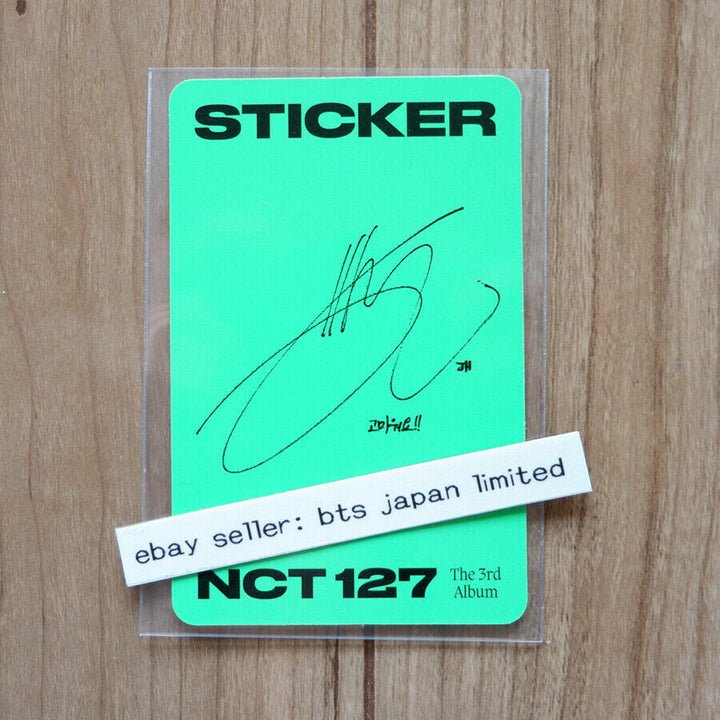 STICKER
고마워요!!
ebay seller: bts japan limited
NCT 127
The 3rd
Album